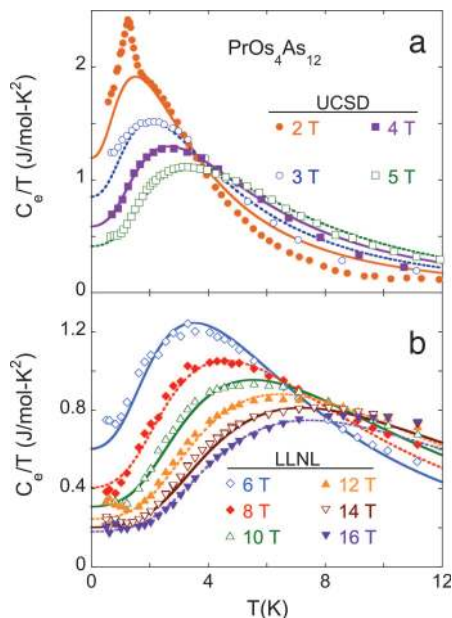 a
PrOs₄As₁₂
UCSD
2 T
4 T
3 T
5 T
2
1
0
Cₑ/T (J/mol-K²)
b
LLNL
6 T
12 T
8 T
14 T
10 T
16 T
1.2
0.8
0.4
0
Cₑ/T (J/mol-K²)
0 4 8 12
T(K)